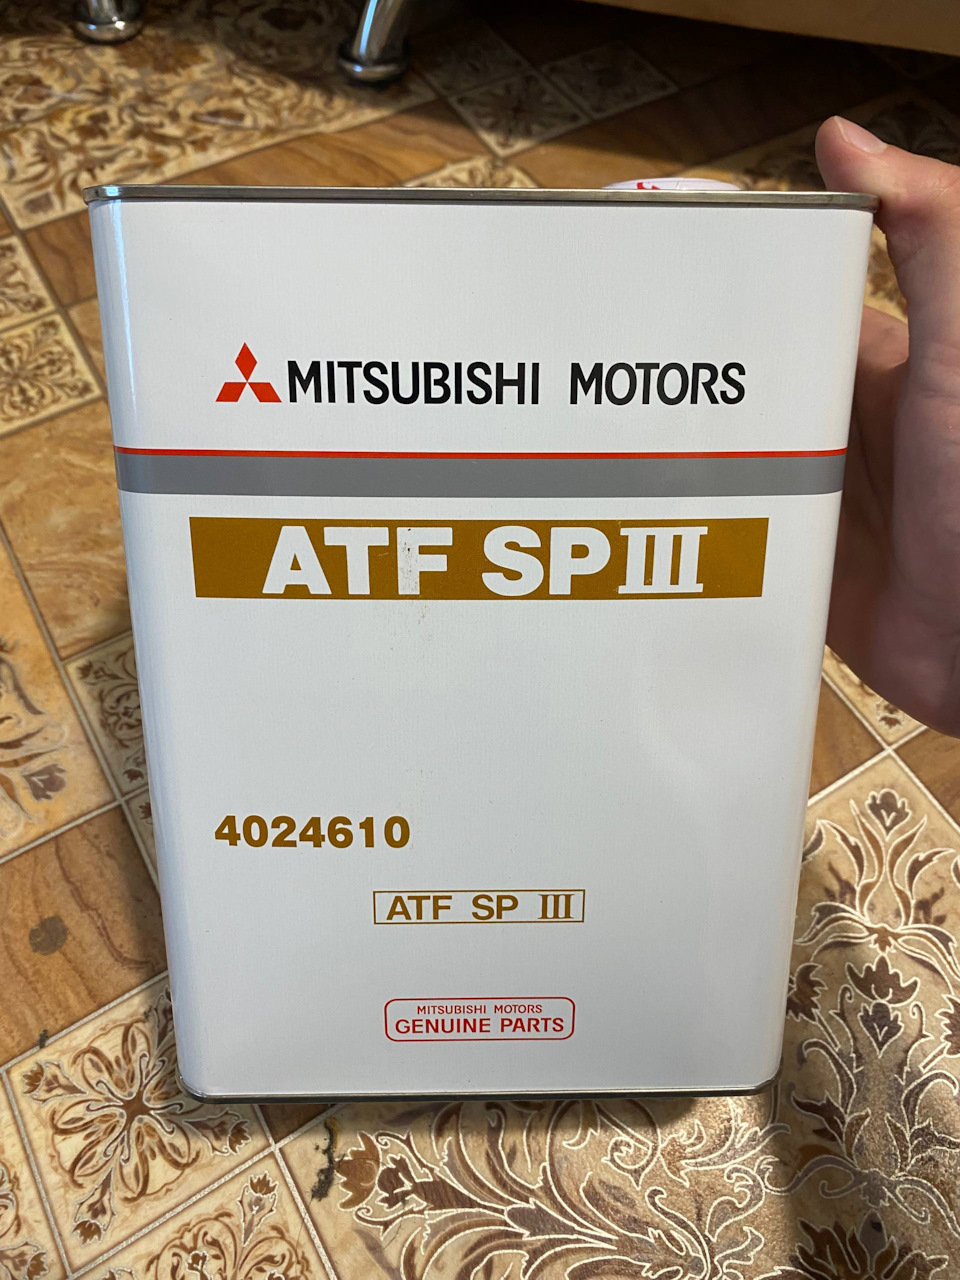 MITSUBISHI MOTORS
ATF SPIII
4024610
ATF SP III
MITSUBISHI MOTORS
GENUINE PARTS